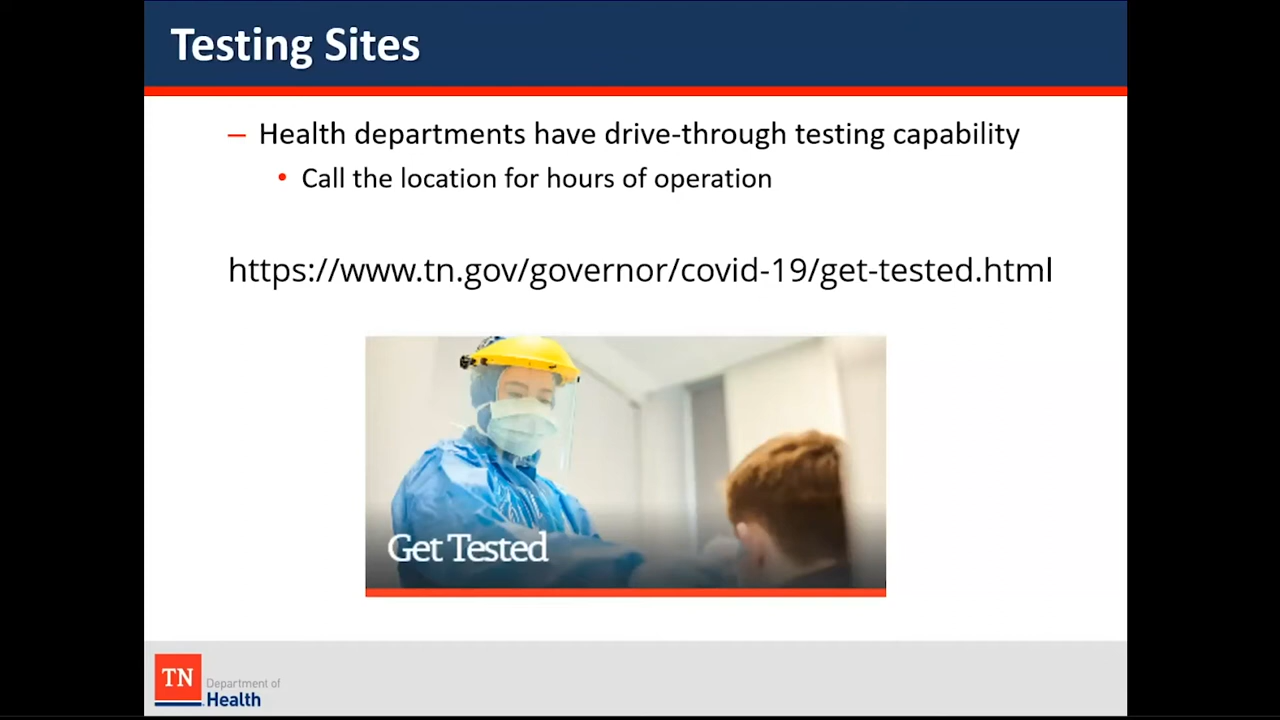 Testing Sites
– Health departments have drive-through testing capability
• Call the location for hours of operation
https://www.tn.gov/governor/covid-19/get-tested.html
Get Tested
TN
Department of
Health